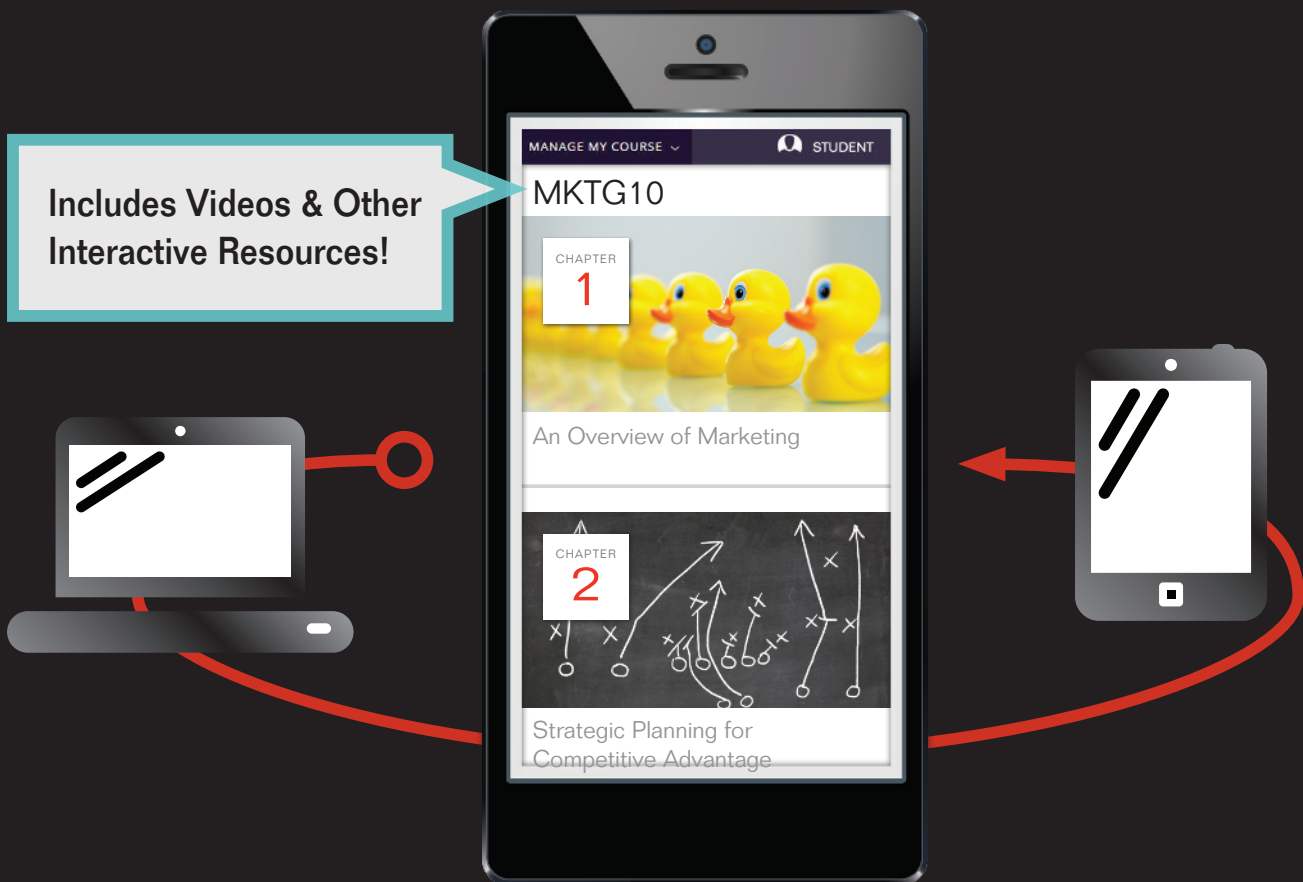 Includes Videos & Other
Interactive Resources!
MANAGE MY COURSE
STUDENT
MKTG10
CHAPTER
1
An Overview of Marketing
CHAPTER
2
Strategic Planning for
Competitive Advantage